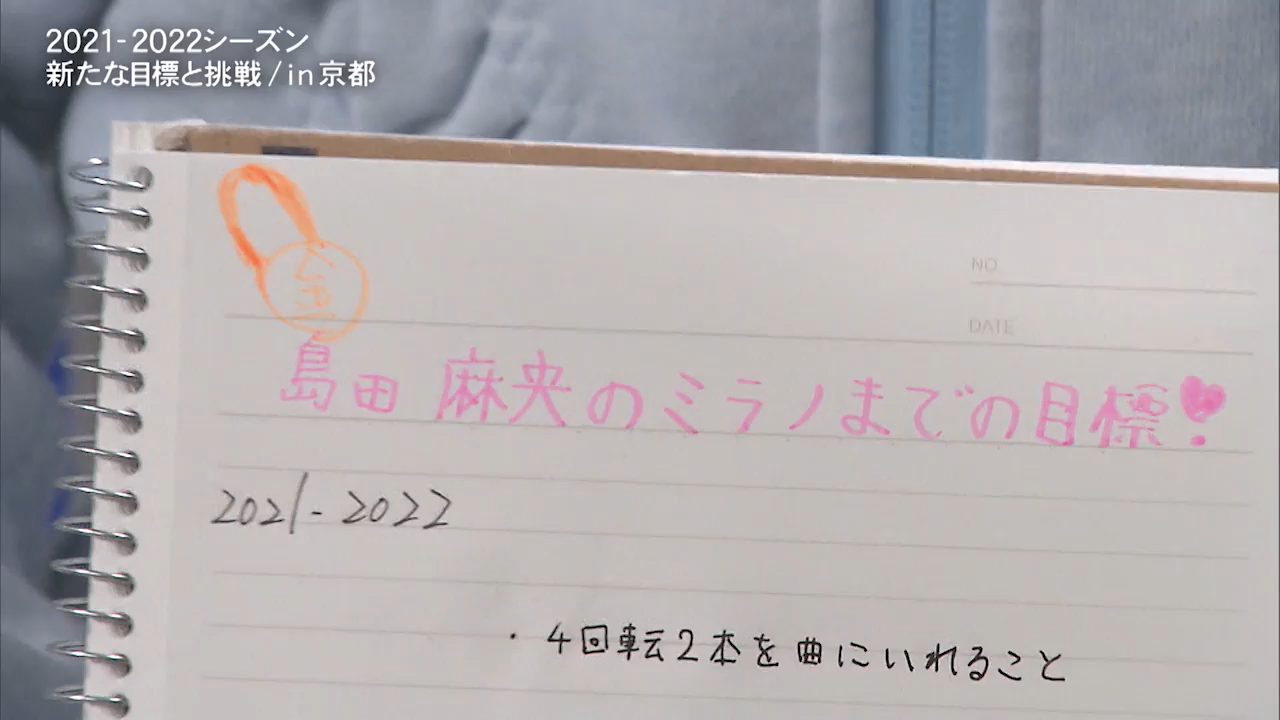 2021-2022シーズン
新たな目標と挑戦/in京都
NO.
DATE
島田 麻央のミラノまでの目標!
2021-2022
・4回転2本を曲にいれること